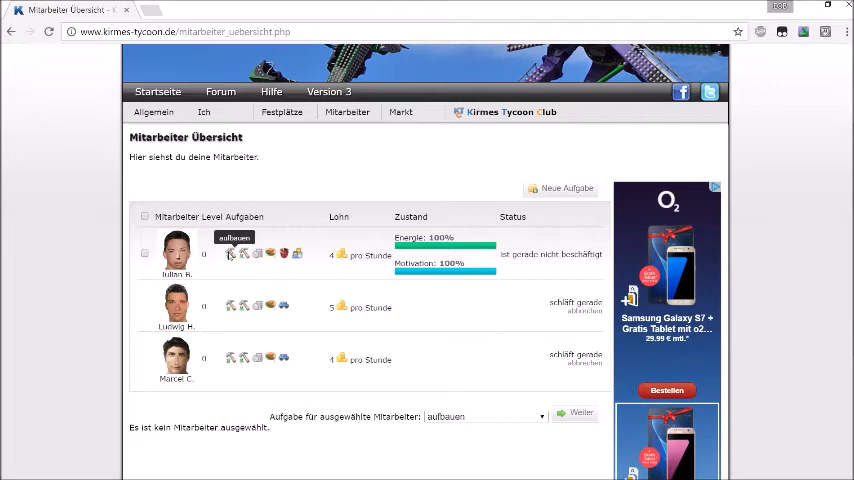 Mitarbeiter Übersicht - K
EOB
www.kirmes-tycoon.de/mitarbeiter_uebersicht.php
Startseite Forum Hilfe Version 3
Allgemein Ich Festplätze Mitarbeiter Markt Kirmes Tycoon Club
Mitarbeiter Übersicht
Hier siehst du deine Mitarbeiter.
Neue Aufgabe
Mitarbeiter Level Aufgaben Lohn Zustand Status
aufbauen
Energie: 100%
0 4 pro Stunde ist gerade nicht beschäftigt
Motivation: 100%
Julian B.
0 5 pro Stunde schläft gerade
abbrechen
Ludwig H.
0 4 pro Stunde schläft gerade
abbrechen
Marcel C.
Aufgabe für ausgewählte Mitarbeiter: aufbauen Weiter
Es ist kein Mitarbeiter ausgewählt.
O2
Samsung Galaxy S7 +
Gratis Tablet mit o2...
29.99 € mtl.*
Bestellen